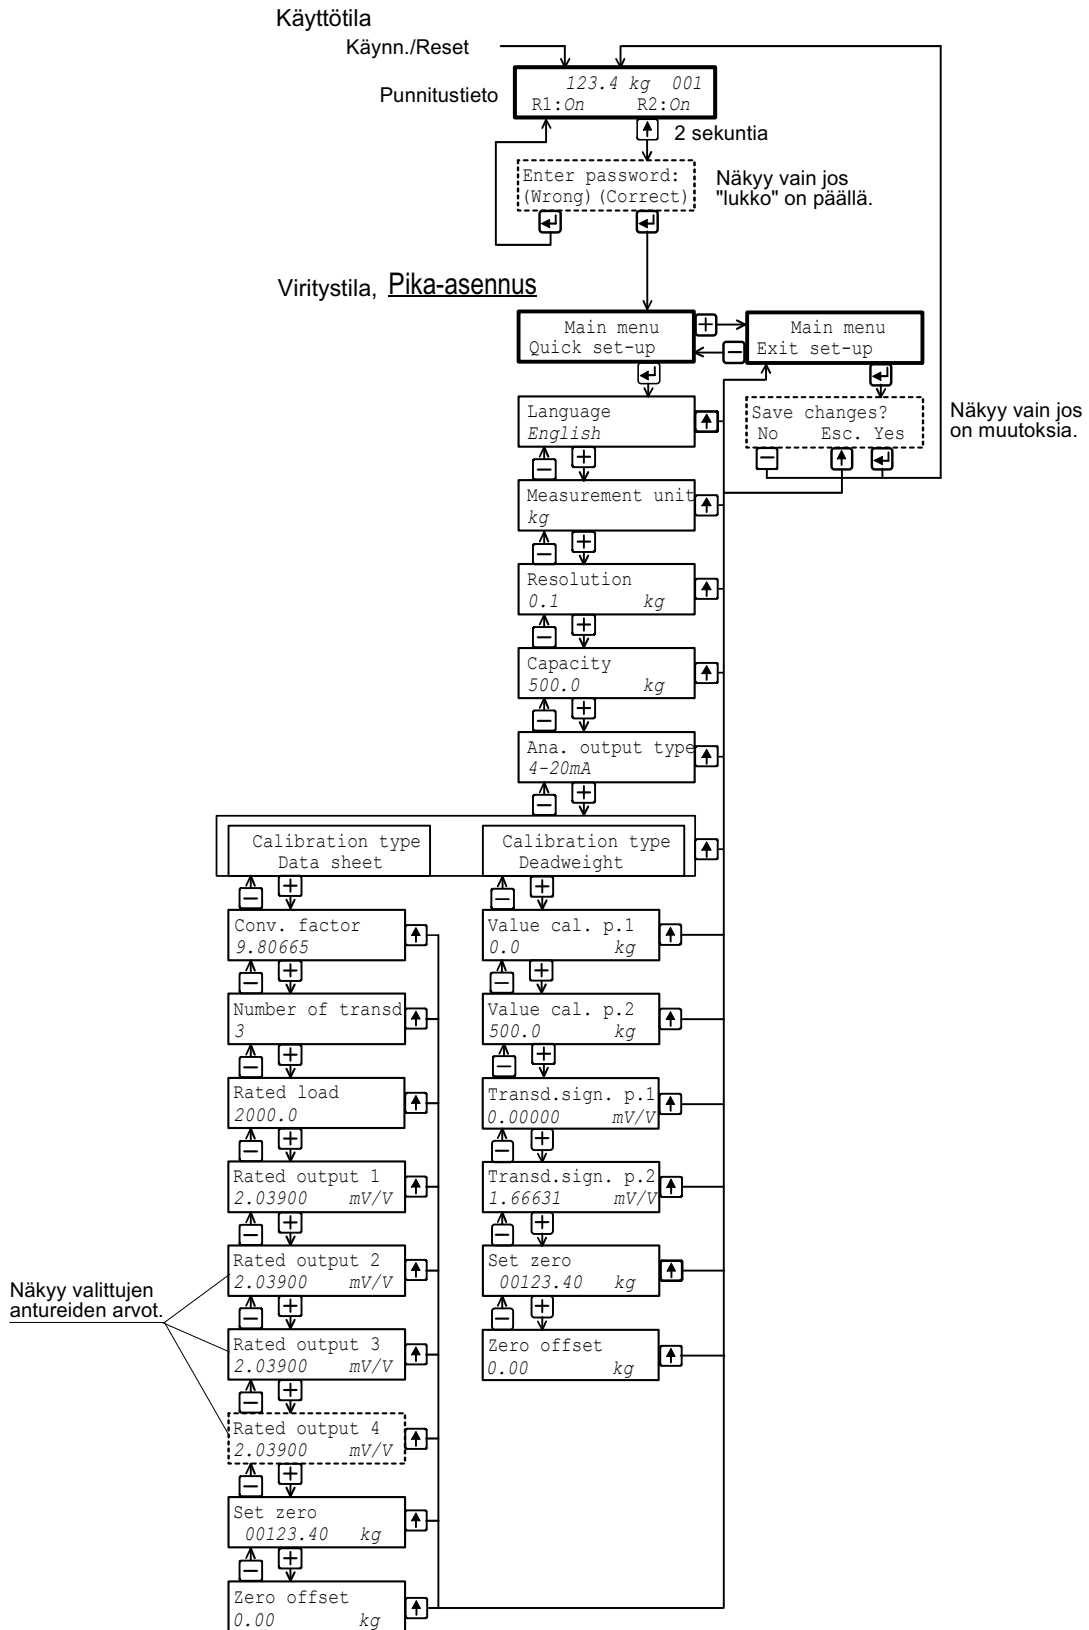 Käyttötila
Käynn./Reset
Punnitustieto
123.4 kg 001
R1:On R2:On
2 sekuntia
Enter password:
(Wrong)(Correct)
Näkyy vain jos
"lukko" on päällä.
Viritystila, Pika-asennus
Main menu
Quick set-up
Main menu
Exit set-up
Save changes?
No Esc. Yes
Näkyy vain jos
on muutoksia.
Language
English
Measurement unit
kg
Resolution
0.1 kg
Capacity
500.0 kg
Ana. output type
4-20mA
Calibration type
Data sheet
Calibration type
Deadweight
Conv. factor
9.80665
Number of transd
3
Rated load
2000.0
Rated output 1
2.03900 mV/V
Rated output 2
2.03900 mV/V
Rated output 3
2.03900 mV/V
Rated output 4
2.03900 mV/V
Set zero
00123.40 kg
Zero offset
0.00 kg
Näkyy valittujen
antureiden arvot.
Value cal. p.1
0.0 kg
Value cal. p.2
500.0 kg
Transd.sign. p.1
0.00000 mV/V
Transd.sign. p.2
1.66631 mV/V
Set zero
00123.40 kg
Zero offset
0.00 kg